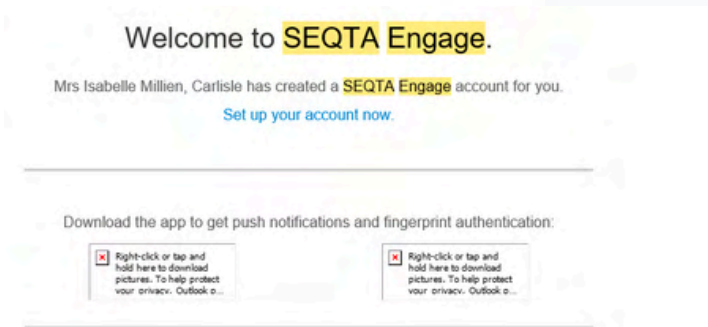 Welcome to SEQTA Engage.
Mrs Isabelle Millien, Carlisle has created a SEQTA Engage account for you.
Set up your account now.
Download the app to get push notifications and fingerprint authentication:
Right-click or tap and
hold here to download
pictures. To help protect
your privacy, Outlook p...
Right-click or tap and
hold here to download
pictures. To help protect
your privacy, Outlook p...